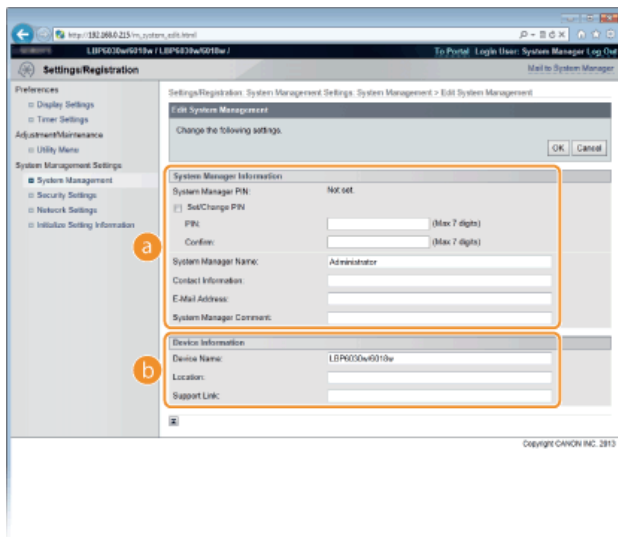 http://192.168.0.215/m_system_edit.html
LBP6030w/6018w / LBP6030w/6018w /
To Portal Login User: System Manager Log Out
Settings/Registration
Mail to System Manager
Preferences
Display Settings
Timer Settings
Adjustment/Maintenance
Utility Menu
System Management Settings
System Management
Security Settings
Network Settings
Initialize Setting Information
Settings/Registration: System Management Settings: System Management > Edit System Management
Edit System Management
Change the following settings.
OK Cancel
a
System Manager Information
System Manager PIN: Not set.
Set/Change PIN
PIN: (Max 7 digits)
Confirm: (Max 7 digits)
System Manager Name: Administrator
Contact Information:
E-Mail Address:
System Manager Comment:
b
Device Information
Device Name: LBP6030w/6018w
Location:
Support Link:
Copyright CANON INC. 2013